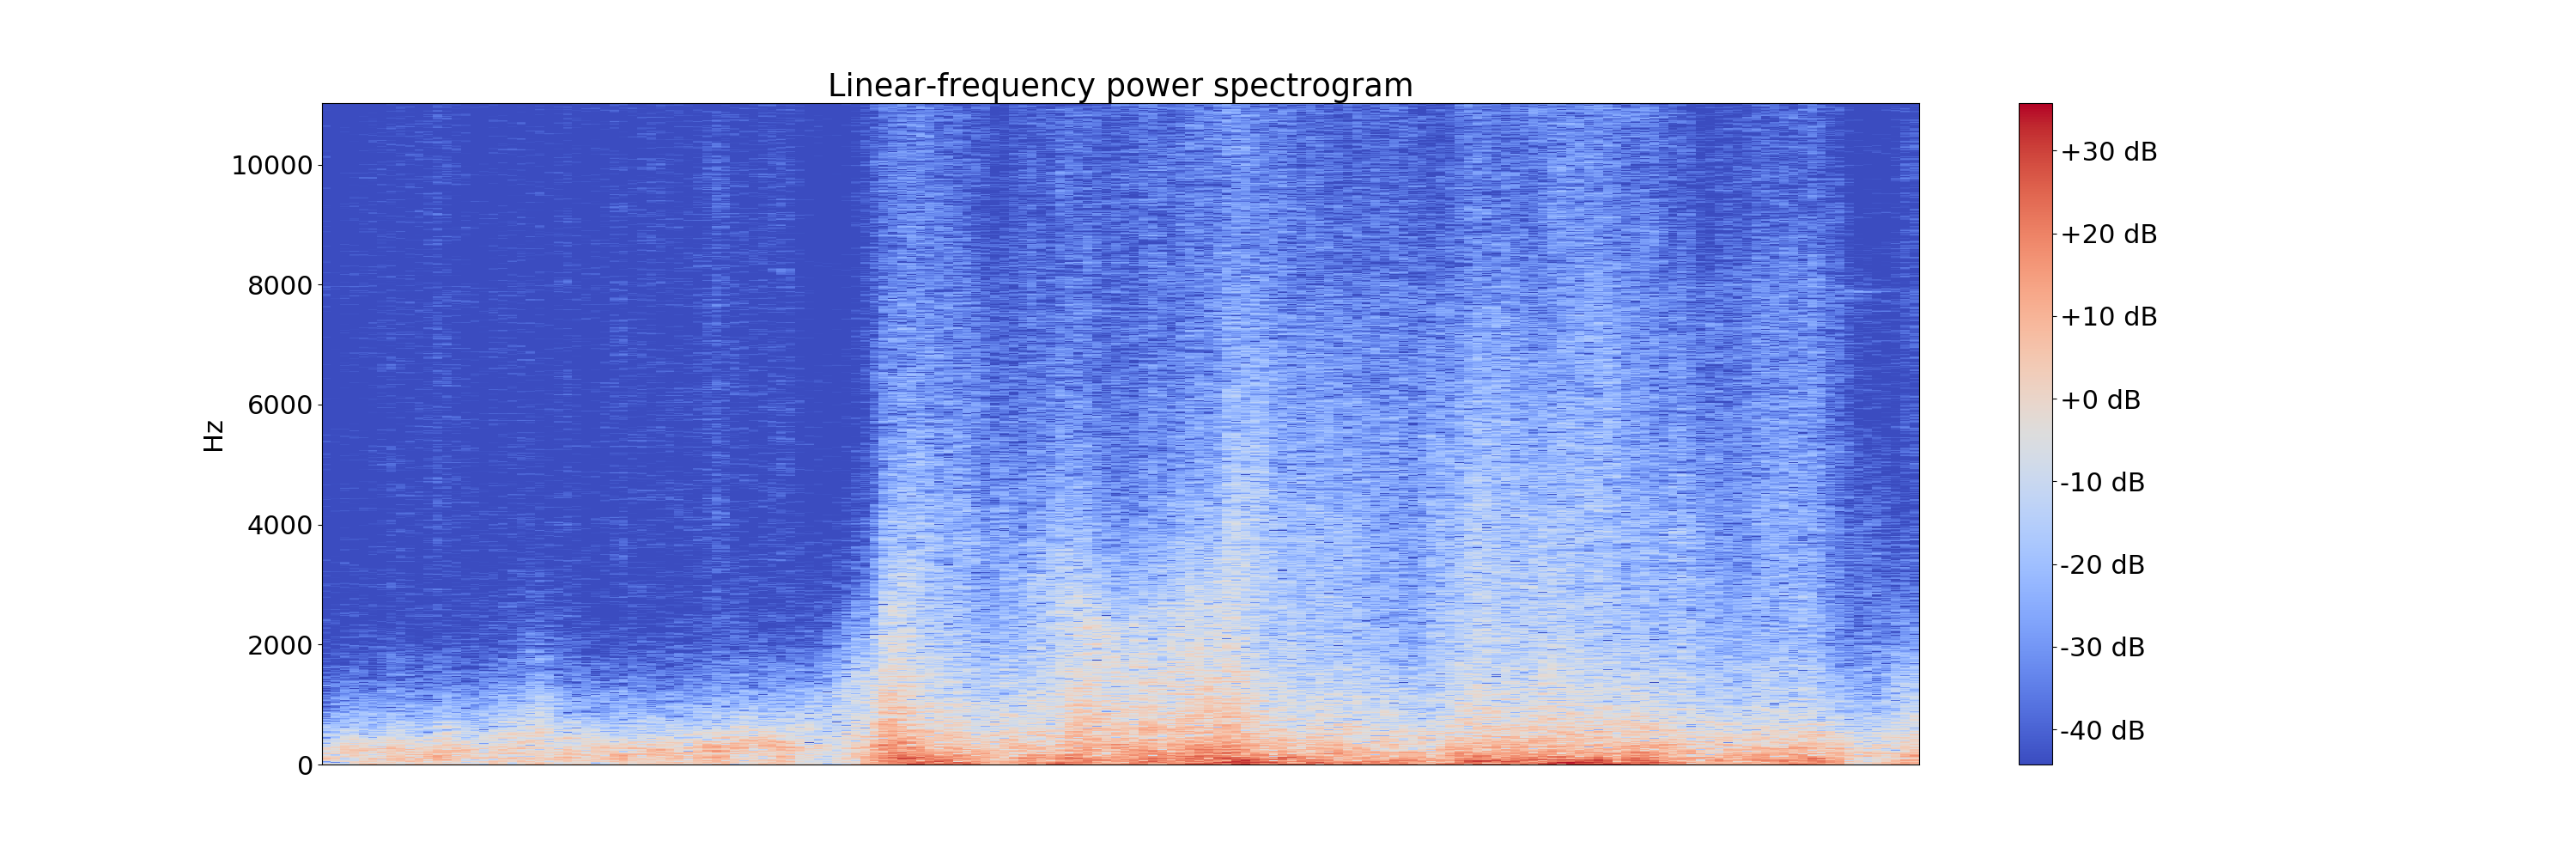 Linear-frequency power spectrogram
Hz
10000
8000
6000
4000
2000
0
+30 dB
+20 dB
+10 dB
+0 dB
-10 dB
-20 dB
-30 dB
-40 dB